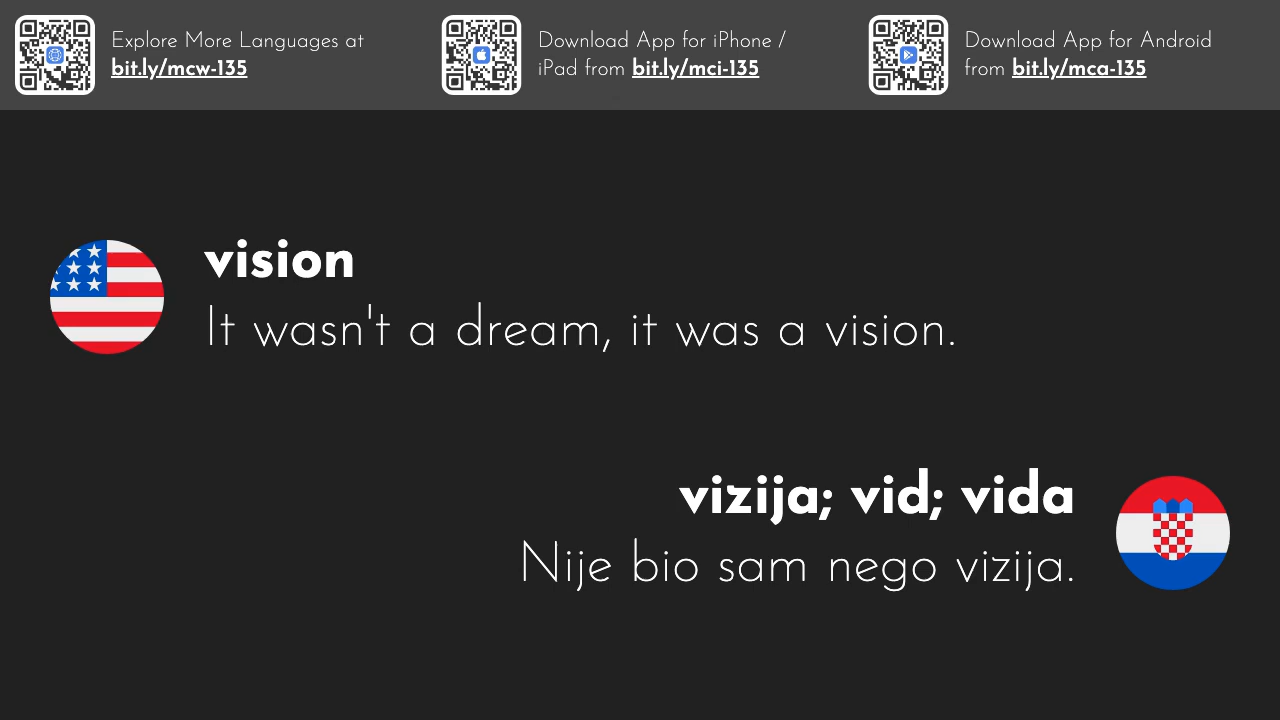 Explore More Languages at
bit.ly/mcw-135
Download App for iPhone /
iPad from bit.ly/mci-135
Download App for Android
from bit.ly/mca-135
vision
It wasn't a dream, it was a vision.
vizija; vid; vida
Nije bio sam nego vizija.